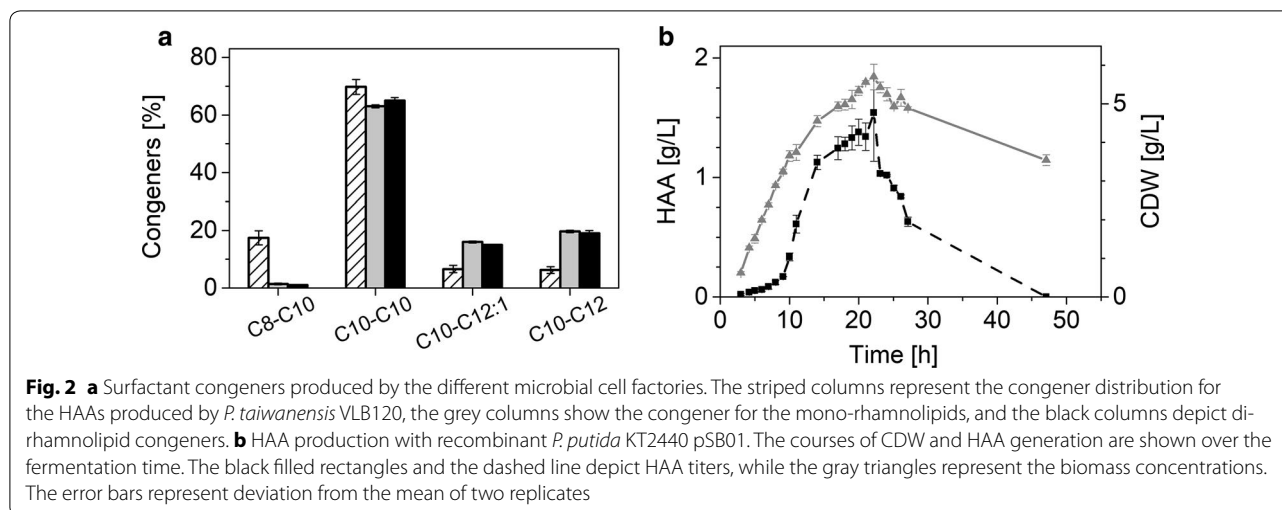 a
80
60
40
20
0
Congeners [%]
C8-C10
C10-C10
C10-C12:1
C10-C12
b
2
1
0
HAA [g/L]
5
0
CDW [g/L]
0 10 20 30 40 50
Time [h]
Fig. 2 a Surfactant congeners produced by the different microbial cell factories. The striped columns represent the congener distribution for
the HAAs produced by P. taiwanensis VLB120, the grey columns show the congener for the mono-rhamnolipids, and the black columns depict di-
rhamnolipid congeners. b HAA production with recombinant P. putida KT2440 pSB01. The courses of CDW and HAA generation are shown over the
fermentation time. The black filled rectangles and the dashed line depict HAA titers, while the gray triangles represent the biomass concentrations.
The error bars represent deviation from the mean of two replicates